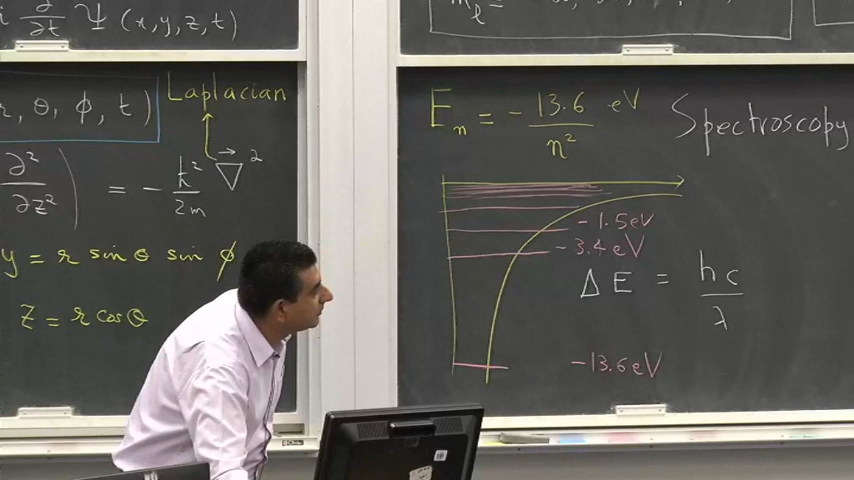 ∂/∂t Ψ (x,y,z,t)
θ, ϕ, t)
Laplacian
∂²/∂z² ) = - ħ²/2m ∇⃗²
y = r sin θ sin ϕ
z = r cos θ
E_n = - 13.6/n² eV
Spectroscopy
-1.5eV
-3.4 eV
ΔE = hc/λ
-13.6eV